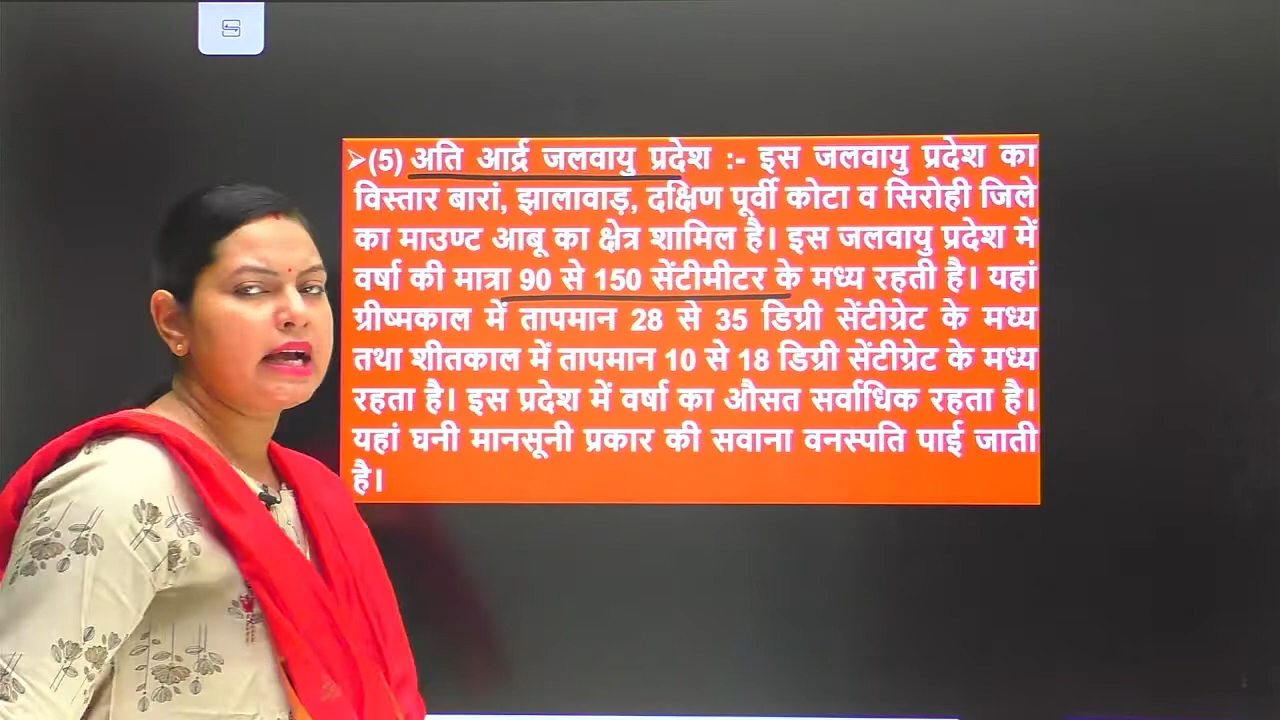 ➢(5) अति आर्द्र जलवायु प्रदेश :- इस जलवायु प्रदेश का
विस्तार बारां, झालावाड़, दक्षिण पूर्वी कोटा व सिरोही जिले
का माउण्ट आबू का क्षेत्र शामिल है। इस जलवायु प्रदेश में
वर्षा की मात्रा 90 से 150 सेंटीमीटर के मध्य रहती है। यहां
ग्रीष्मकाल में तापमान 28 से 35 डिग्री सेंटीग्रेट के मध्य
तथा शीतकाल में तापमान 10 से 18 डिग्री सेंटीग्रेट के मध्य
रहता है। इस प्रदेश में वर्षा का औसत सर्वाधिक रहता है।
यहां घनी मानसूनी प्रकार की सवाना वनस्पति पाई जाती
है।